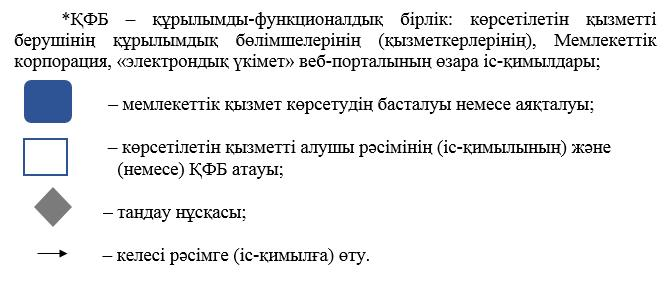 *ҚФБ – құрылымды-функционалдық бірлік: көрсетілетін қызметті
берушінің құрылымдық бөлімшелерінің (қызметкерлерінің), Мемлекеттік
корпорация, «электрондық үкімет» веб-порталының өзара іс-қимылдары;
– мемлекеттік қызмет көрсетудің басталуы немесе аяқталуы;
– көрсетілетін қызметті алушы рәсімінің (іс-қимылының) және
(немесе) ҚФБ атауы;
– таңдау нұсқасы;
– келесі рәсімге (іс-қимылға) өту.